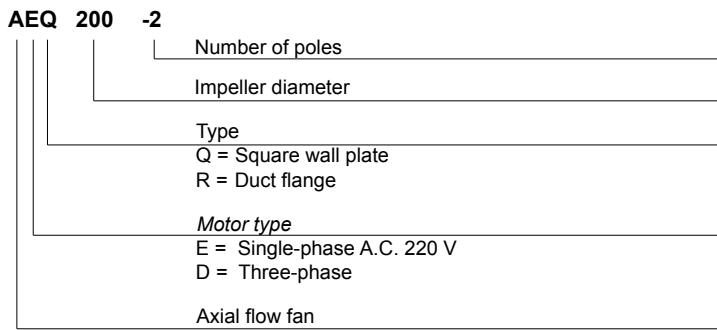 AEQ 200 -2
Number of poles
Impeller diameter
Type
Q = Square wall plate
R = Duct flange
Motor type
E = Single-phase A.C. 220 V
D = Three-phase
Axial flow fan